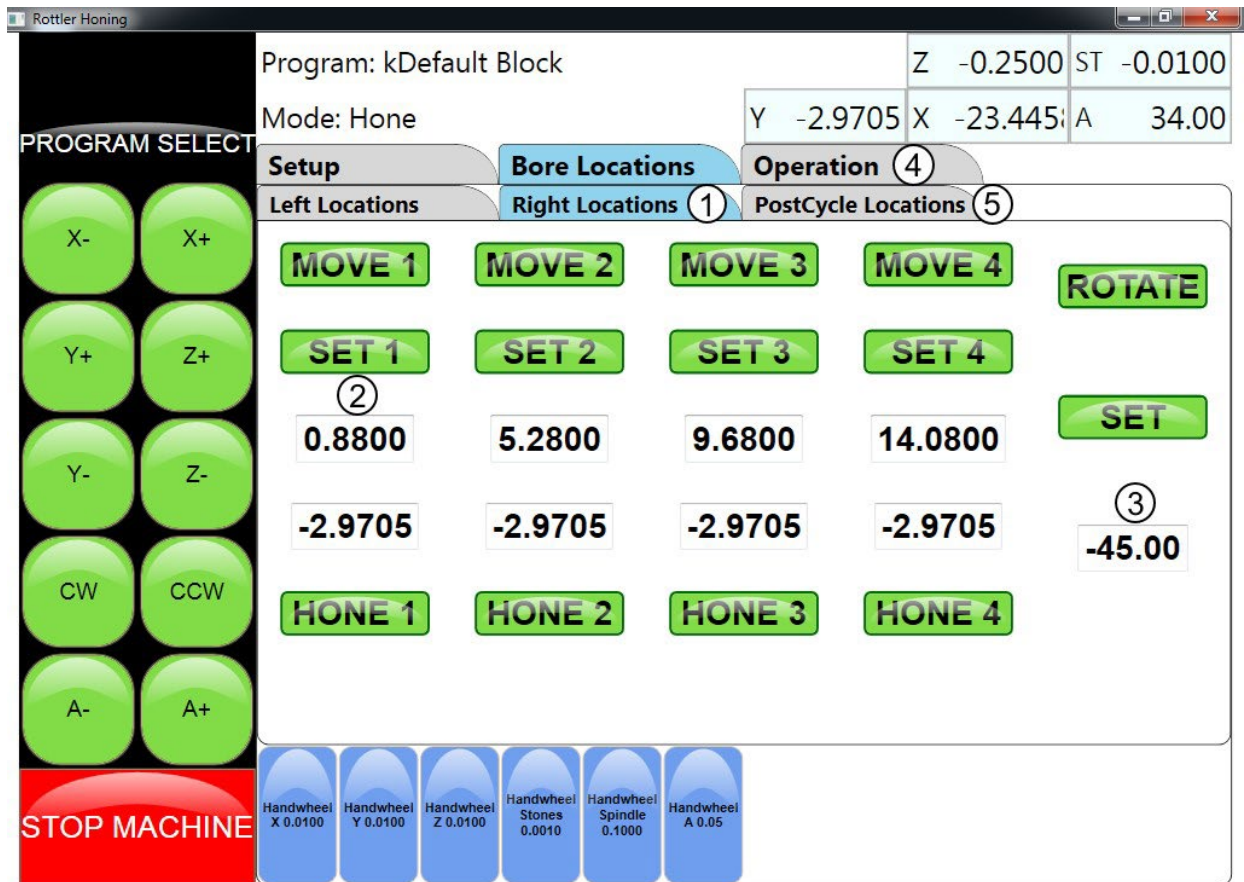 Rottler Honing
Program: kDefault Block
Z -0.2500 ST -0.0100
Mode: Hone
Y -2.9705 X -23.445 A 34.00
PROGRAM SELECT
Setup Bore Locations Operation 4
Left Locations Right Locations 1 PostCycle Locations 5
X- X+
MOVE 1 MOVE 2 MOVE 3 MOVE 4
ROTATE
Y+ Z+
SET 1 SET 2 SET 3 SET 4
2
SET
0.8800 5.2800 9.6800 14.0800
Y- Z-
3
-2.9705 -2.9705 -2.9705 -2.9705
-45.00
CW CCW
HONE 1 HONE 2 HONE 3 HONE 4
A- A+
STOP MACHINE
Handwheel
X 0.0100
Handwheel
Y 0.0100
Handwheel
Z 0.0100
Handwheel
Stones
0.0010
Handwheel
Spindle
0.1000
Handwheel
A 0.05